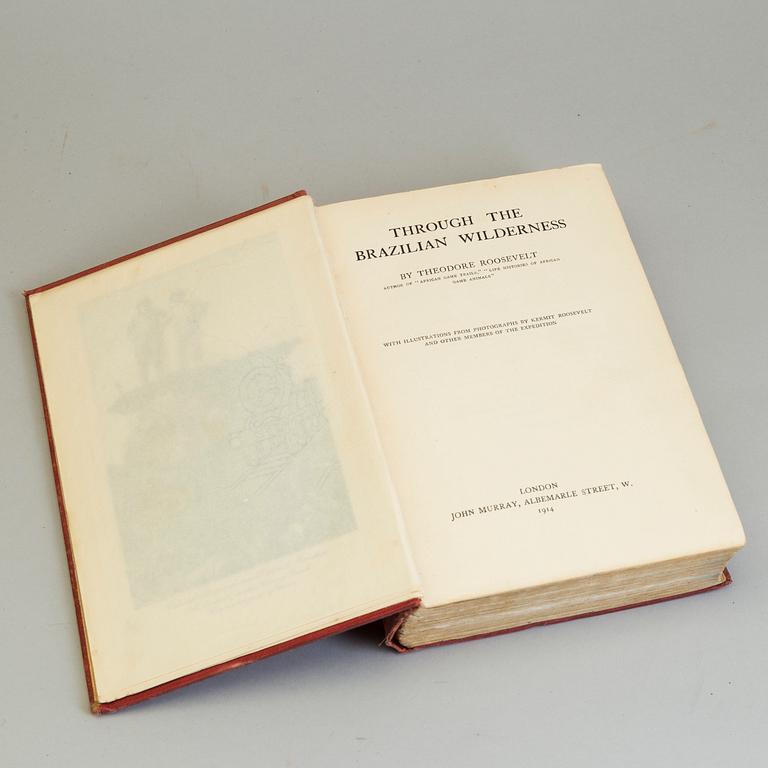 THROUGH THE
BRAZILIAN WILDERNESS
BY THEODORE ROOSEVELT
AUTHOR OF "AFRICAN GAME TRAILS," "LIFE HISTORIES OF AFRICAN
GAME ANIMALS"
WITH ILLUSTRATIONS FROM PHOTOGRAPHS BY KERMIT ROOSEVELT
AND OTHER MEMBERS OF THE EXPEDITION
LONDON
JOHN MURRAY, ALBEMARLE STREET, W.
1914